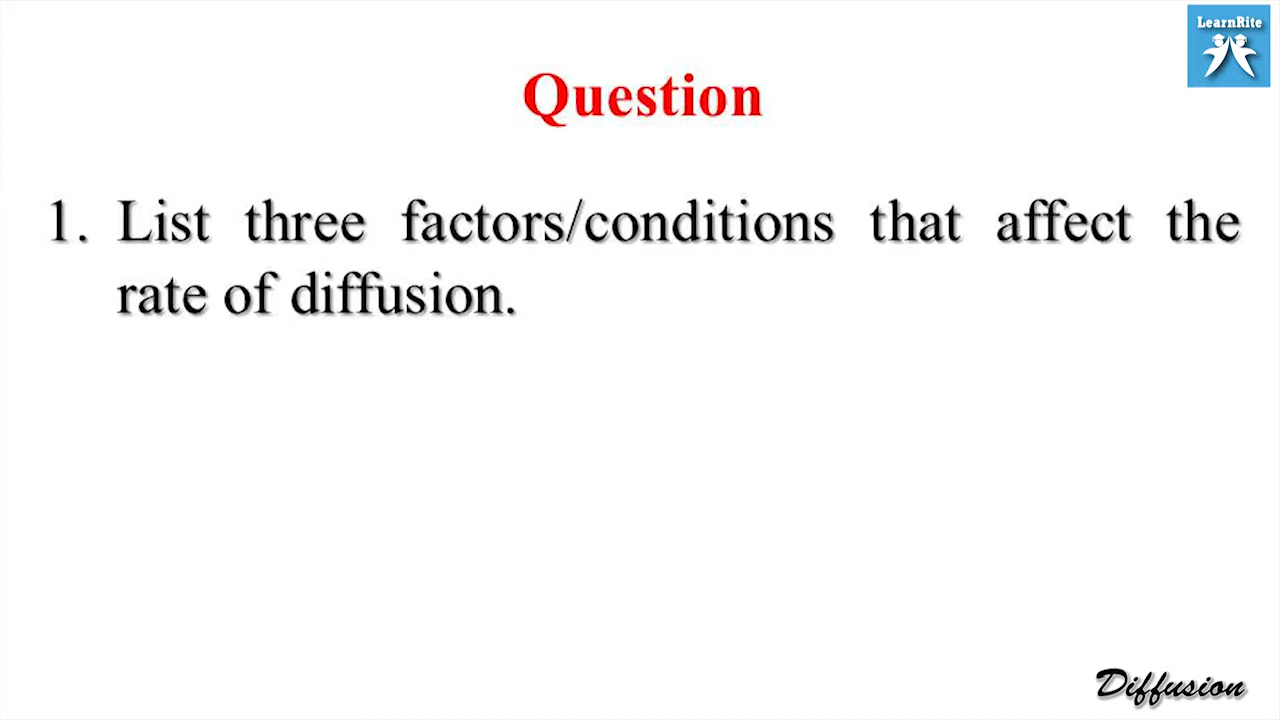 LearnRite
Question
1. List three factors/conditions that affect the
rate of diffusion.
Diffusion